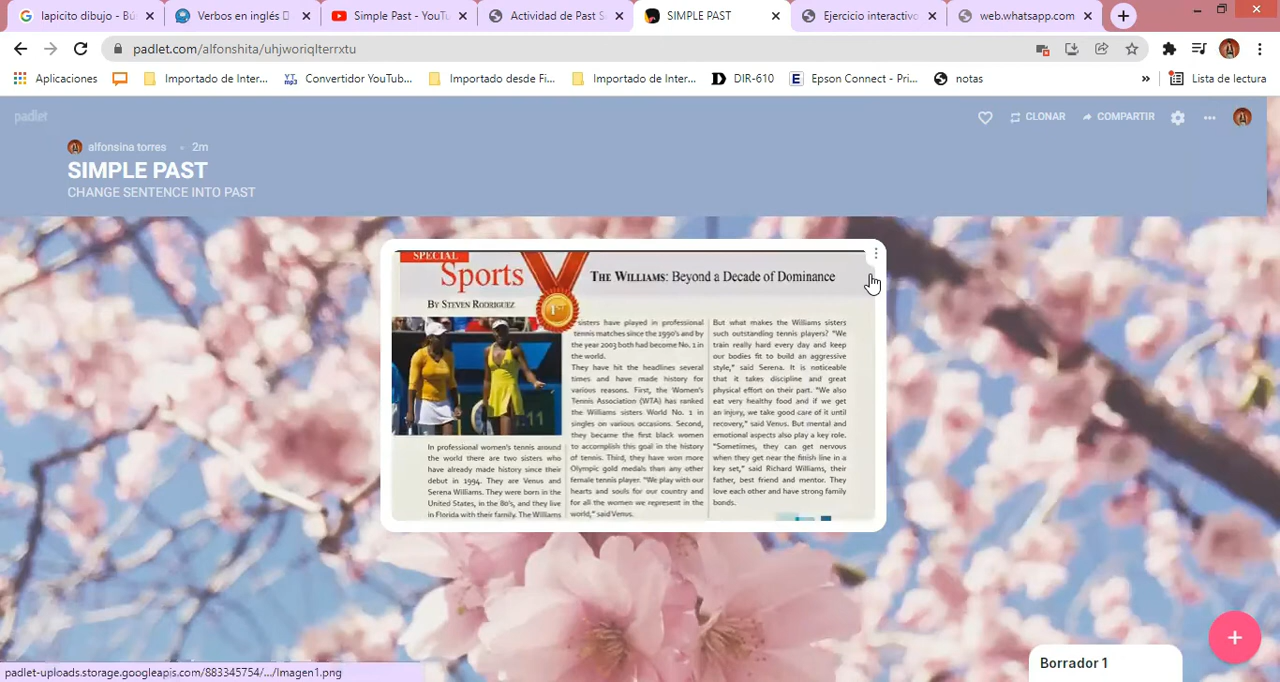 lapicito dibujo - Bú
Verbos en inglés
Simple Past - YouTu
Actividad de Past S
SIMPLE PAST
Ejercicio interactivo
web.whatsapp.com
padlet.com/alfonshita/uhjworiqlterrxtu
Aplicaciones
Importado de Inter...
Convertidor YouTub...
Importado desde Fi...
Importado de Inter...
DIR-610
Epson Connect - Pri...
notas
»
Lista de lectura
padlet
CLONAR
COMPARTIR
alfonsina torres • 2m
SIMPLE PAST
CHANGE SENTENCE INTO PAST
SPECIAL
Sports
THE WILLIAMS: Beyond a Decade of Dominance
BY STEVEN RODRIGUEZ
1st
In professional women's tennis around
the world there are two sisters who
have already made history since their
debut in 1994. They are Venus and
Serena Williams. They were born in the
United States, in the 80's, and they live
in Florida with their family. The Williams
sisters have played in professional
tennis matches since the 1990's and by
the year 2003 both had become No. 1 in
the world.
They have hit the headlines several
times and have made history for
various reasons. First, the Women's
Tennis Association (WTA) has ranked
the Williams sisters World No. 1 in
singles on various occasions. Second,
they became the first black women
to accomplish this goal in the history
of tennis. Third, they have won more
Olympic gold medals than any other
female tennis player. "We play with our
hearts and souls for our country and
for all the women we represent in the
world," said Venus.
But what makes the Williams sisters
such outstanding tennis players? "We
train really hard every day and keep
our bodies fit to build an aggressive
style," said Serena. It is noticeable
that it takes discipline and great
physical effort on their part. "We also
eat very healthy food and if we get
an injury, we take good care of it until
recovery," said Venus. But mental and
emotional aspects also play a key role.
"Sometimes, they can get nervous
when they get near the finish line in a
key set," said Richard Williams, their
father, best friend and mentor. They
love each other and have strong family
bonds.
Borrador 1
padlet-uploads.storage.googleapis.com/883345754/.../Imagen1.png